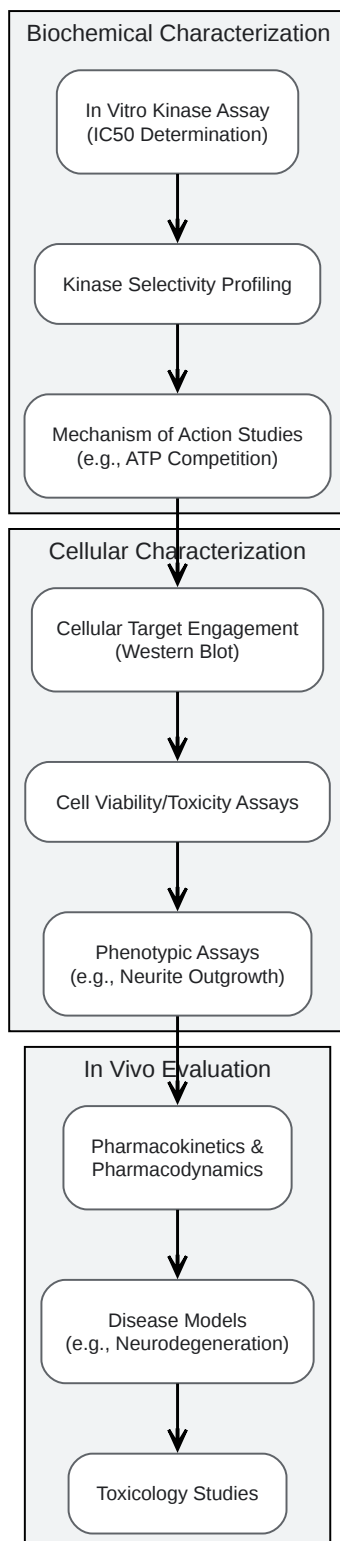 Biochemical Characterization
In Vitro Kinase Assay
(IC50 Determination)
Kinase Selectivity Profiling
Mechanism of Action Studies
(e.g., ATP Competition)
Cellular Characterization
Cellular Target Engagement
(Western Blot)
Cell Viability/Toxicity Assays
Phenotypic Assays
(e.g., Neurite Outgrowth)
In Vivo Evaluation
Pharmacokinetics &
Pharmacodynamics
Disease Models
(e.g., Neurodegeneration)
Toxicology Studies